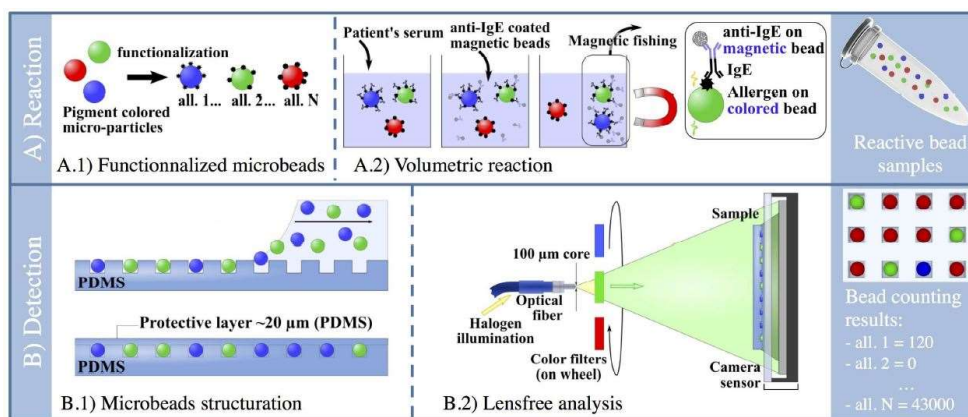 A) Reaction
functionalization
Pigment colored
micro-particles
all. 1... all. 2... all. N
A.1) Functionnalized microbeads
Patient's serum
anti-IgE coated
magnetic beads
Magnetic fishing
anti-IgE on
magnetic bead
IgE
Allergen on
colored bead
A.2) Volumetric reaction
Reactive bead
samples
B) Detection
PDMS
Protective layer ~20 µm (PDMS)
PDMS
B.1) Microbeads structuration
100 µm core
Optical
fiber
Halogen
illumination
Color filters
(on wheel)
Sample
Camera
sensor
B.2) Lensfree analysis
Bead counting
results:
- all. 1 = 120
- all. 2 = 0
...
- all. N = 43000